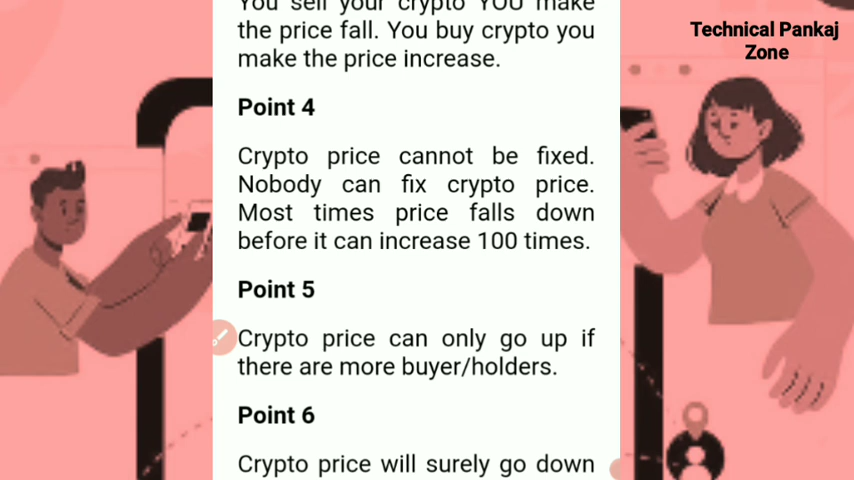 You sell your crypto YOU make
the price fall. You buy crypto you
make the price increase.
Point 4
Crypto price cannot be fixed.
Nobody can fix crypto price.
Most times price falls down
before it can increase 100 times.
Point 5
Crypto price can only go up if
there are more buyer/holders.
Point 6
Crypto price will surely go down
Technical Pankaj
Zone